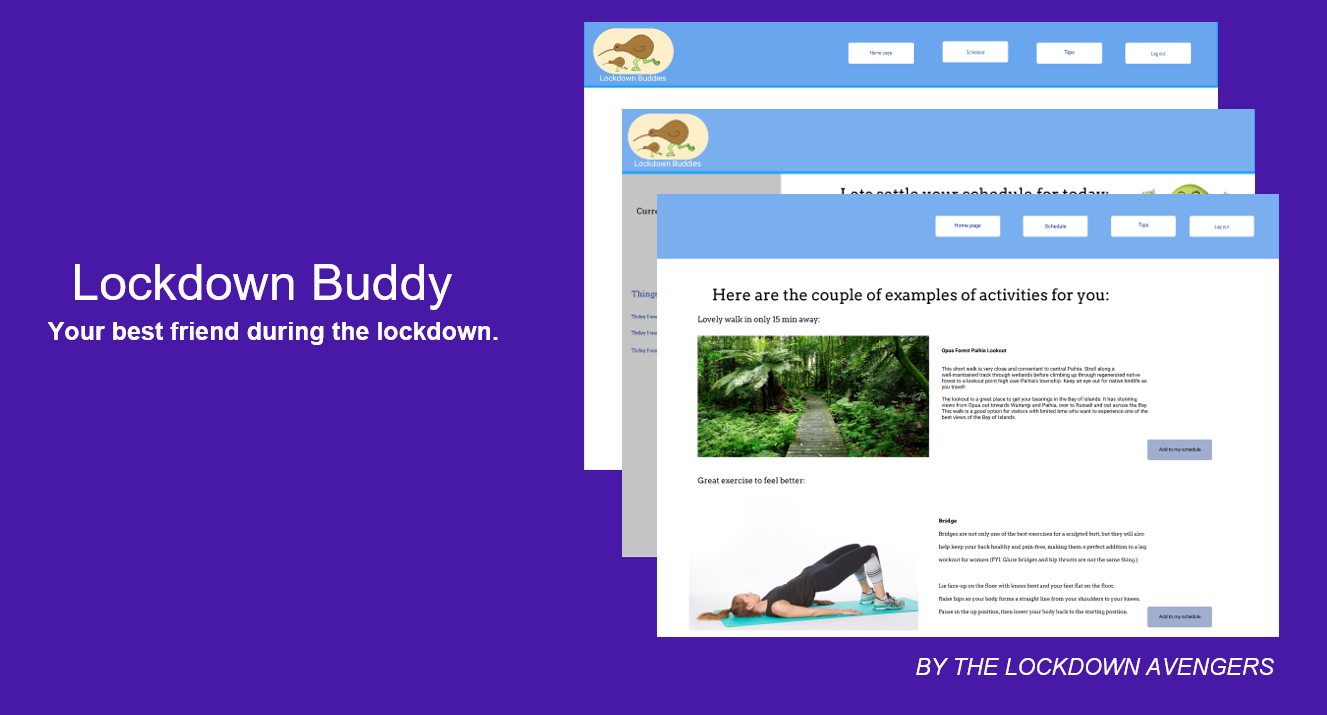 Lockdown Buddy
Your best friend during the lockdown.
Lockdown Buddies
Home page
Schedule
Tips
Log out
Lockdown Buddies
Lets settle your schedule for today:
Curre
Things
Today I wa
Today I wa
Today I wa
Home page
Schedule
Tips
Log out
Here are the couple of examples of activities for you:
Lovely walk in only 15 min away:
Opua Forest Paihia Lookout
This short walk is very close and convenient to central Paihia. Stroll along a
well-maintained track through wetlands before climbing up through regenerated native
forest to a lookout point high over Paihia's township. Keep an eye out for native birdlife as
you travel!
The lookout is a great place to get your bearings in the Bay of Islands. It has stunning
views from Opua out towards Waitangi and Paihia, over to Russell and out across the Bay.
This walk is a good option for visitors with limited time who want to experience one of the
best views of the Bay of Islands.
Add to my schedule
Great exercise to feel better:
Bridge
Bridges are not only one of the best exercises for a sculpted butt, but they will also
help keep your back healthy and pain-free, making them a perfect addition to a leg
workout for women (FYI: Glute bridges and hip thrusts are not the same thing.).
Lie face-up on the floor with knees bent and your feet flat on the floor.
Raise hips so your body forms a straight line from your shoulders to your knees.
Pause in the up position, then lower your body back to the starting position.
Add to my schedule
BY THE LOCKDOWN AVENGERS